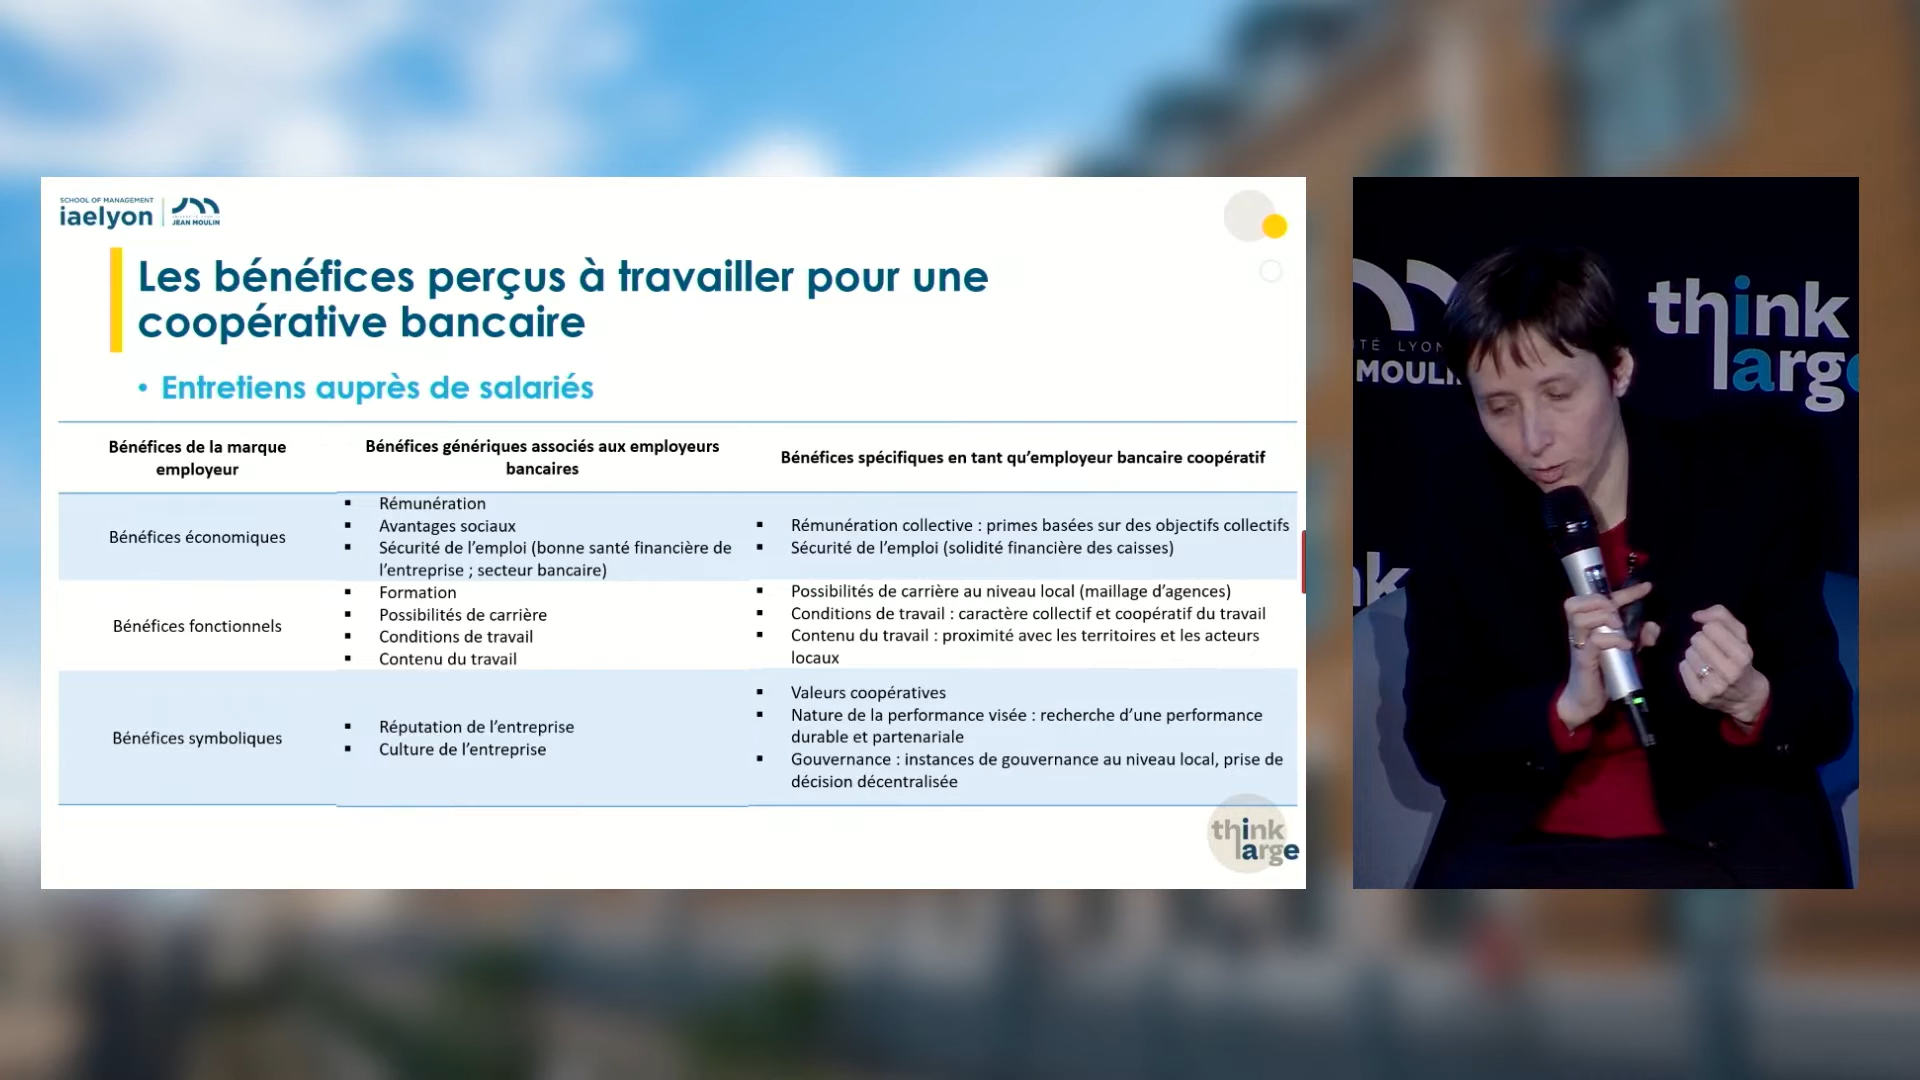 SCHOOL OF MANAGEMENT
iaelyon
JEAN MOULIN
Les bénéfices perçus à travailler pour une
coopérative bancaire
• Entretiens auprès de salariés
Bénéfices de la marque
employeur
Bénéfices génériques associés aux employeurs
bancaires
Bénéfices spécifiques en tant qu'employeur bancaire coopératif
Bénéfices économiques
▪ Rémunération
▪ Avantages sociaux
▪ Sécurité de l'emploi (bonne santé financière de
l'entreprise ; secteur bancaire)
▪ Rémunération collective : primes basées sur des objectifs collectifs
▪ Sécurité de l'emploi (solidité financière des caisses)
Bénéfices fonctionnels
▪ Formation
▪ Possibilités de carrière
▪ Conditions de travail
▪ Contenu du travail
▪ Possibilités de carrière au niveau local (maillage d'agences)
▪ Conditions de travail : caractère collectif et coopératif du travail
▪ Contenu du travail : proximité avec les territoires et les acteurs
locaux
Bénéfices symboliques
▪ Réputation de l'entreprise
▪ Culture de l'entreprise
▪ Valeurs coopératives
▪ Nature de la performance visée : recherche d'une performance
durable et partenariale
▪ Gouvernance : instances de gouvernance au niveau local, prise de
décision décentralisée
think
large
TÉ LYON
MOULI
think
large
nk